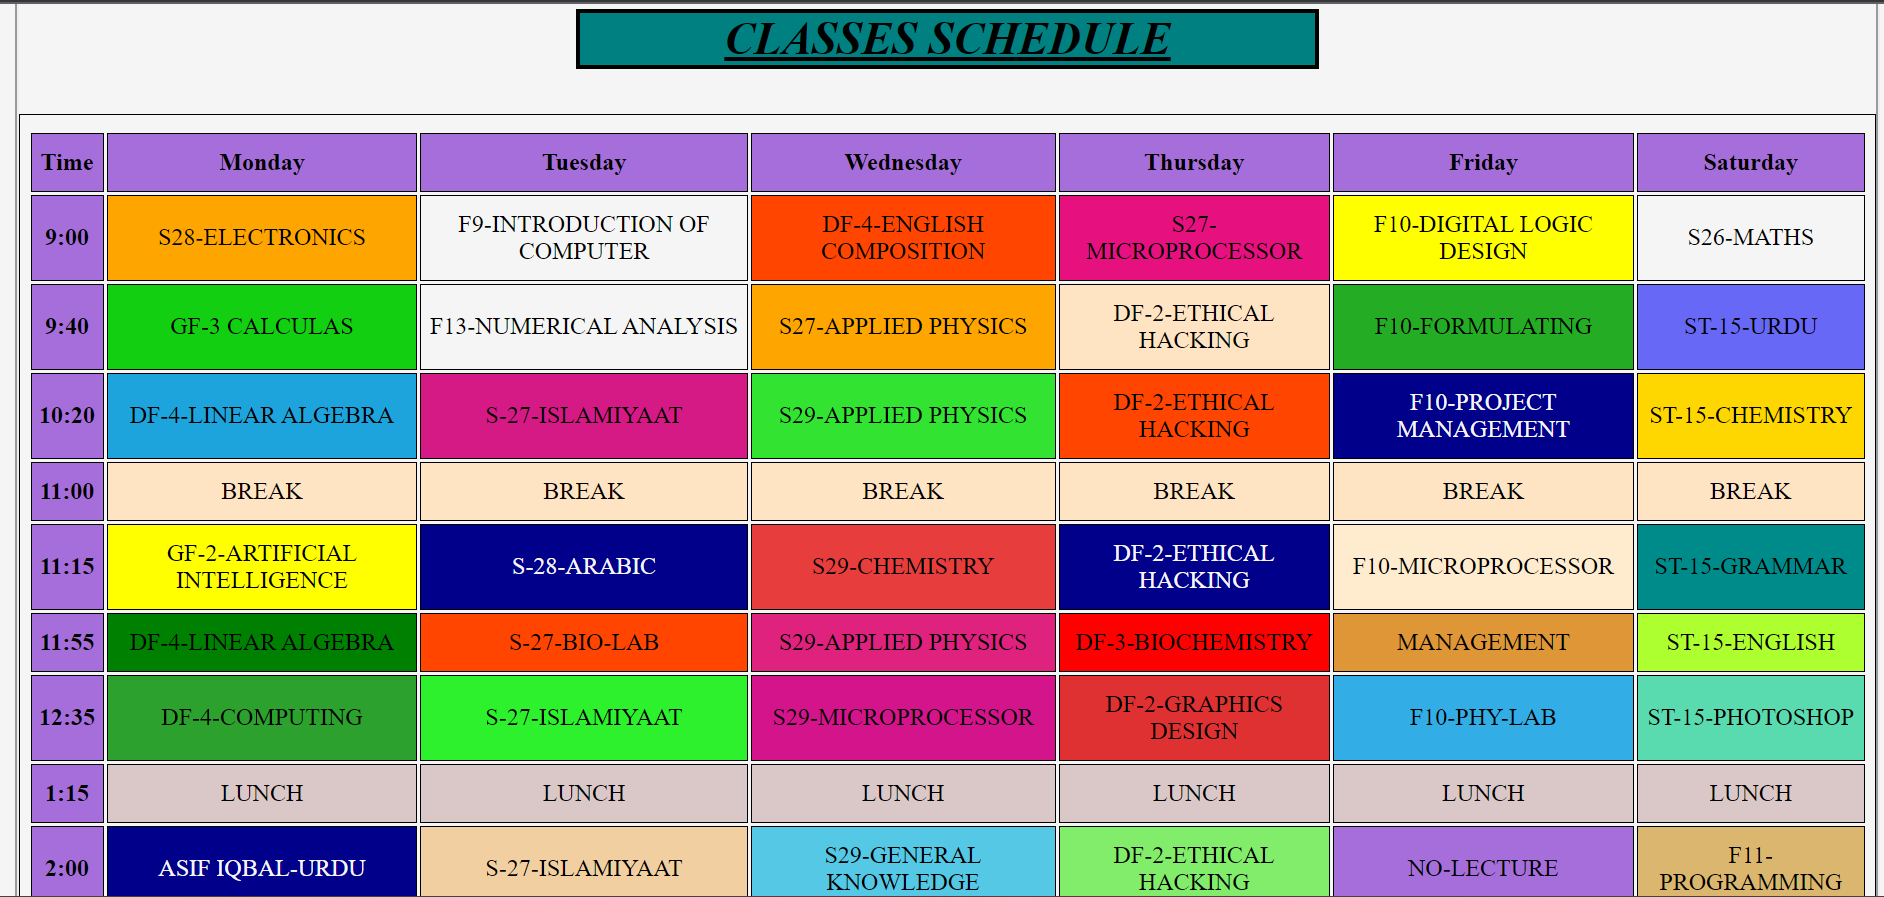 CLASSES SCHEDULE
Time Monday Tuesday Wednesday Thursday Friday Saturday
9:00 S28-ELECTRONICS F9-INTRODUCTION OF COMPUTER DF-4-ENGLISH COMPOSITION S27-MICROPROCESSOR F10-DIGITAL LOGIC DESIGN S26-MATHS
9:40 GF-3 CALCULAS F13-NUMERICAL ANALYSIS S27-APPLIED PHYSICS DF-2-ETHICAL HACKING F10-FORMULATING ST-15-URDU
10:20 DF-4-LINEAR ALGEBRA S-27-ISLAMIYAAT S29-APPLIED PHYSICS DF-2-ETHICAL HACKING F10-PROJECT MANAGEMENT ST-15-CHEMISTRY
11:00 BREAK BREAK BREAK BREAK BREAK BREAK
11:15 GF-2-ARTIFICIAL INTELLIGENCE S-28-ARABIC S29-CHEMISTRY DF-2-ETHICAL HACKING F10-MICROPROCESSOR ST-15-GRAMMAR
11:55 DF-4-LINEAR ALGEBRA S-27-BIO-LAB S29-APPLIED PHYSICS DF-3-BIOCHEMISTRY MANAGEMENT ST-15-ENGLISH
12:35 DF-4-COMPUTING S-27-ISLAMIYAAT S29-MICROPROCESSOR DF-2-GRAPHICS DESIGN F10-PHY-LAB ST-15-PHOTOSHOP
1:15 LUNCH LUNCH LUNCH LUNCH LUNCH LUNCH
2:00 ASIF IQBAL-URDU S-27-ISLAMIYAAT S29-GENERAL KNOWLEDGE DF-2-ETHICAL HACKING NO-LECTURE F11-PROGRAMMING